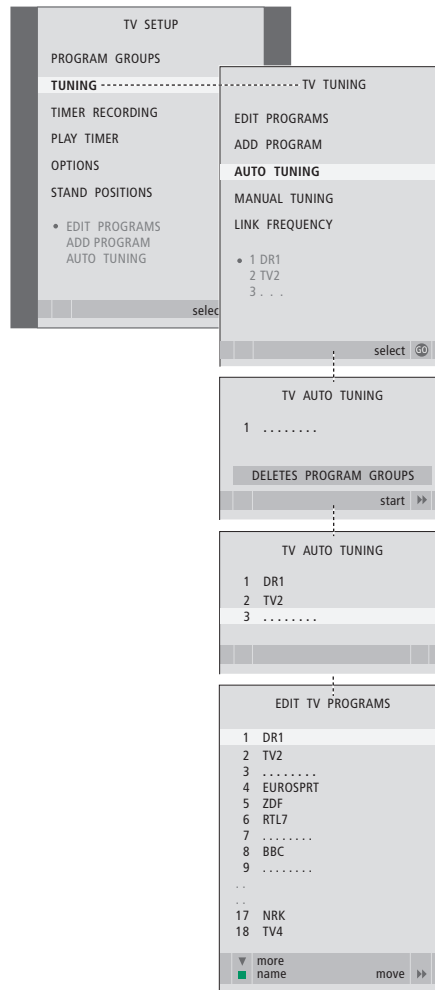 TV SETUP
PROGRAM GROUPS
TUNING
TIMER RECORDING
PLAY TIMER
OPTIONS
STAND POSITIONS
• EDIT PROGRAMS
ADD PROGRAM
AUTO TUNING
selec
TV TUNING
EDIT PROGRAMS
ADD PROGRAM
AUTO TUNING
MANUAL TUNING
LINK FREQUENCY
• 1 DR1
2 TV2
3 . . .
select GO
TV AUTO TUNING
1 . . . . . . . .
DELETES PROGRAM GROUPS
start
TV AUTO TUNING
1 DR1
2 TV2
3 . . . . . . . .
EDIT TV PROGRAMS
1 DR1
2 TV2
3 . . . . . . . .
4 EUROSPRT
5 ZDF
6 RTL7
7 . . . . . . . .
8 BBC
9 . . . . . . . .
. .
. .
17 NRK
18 TV4
more
name move